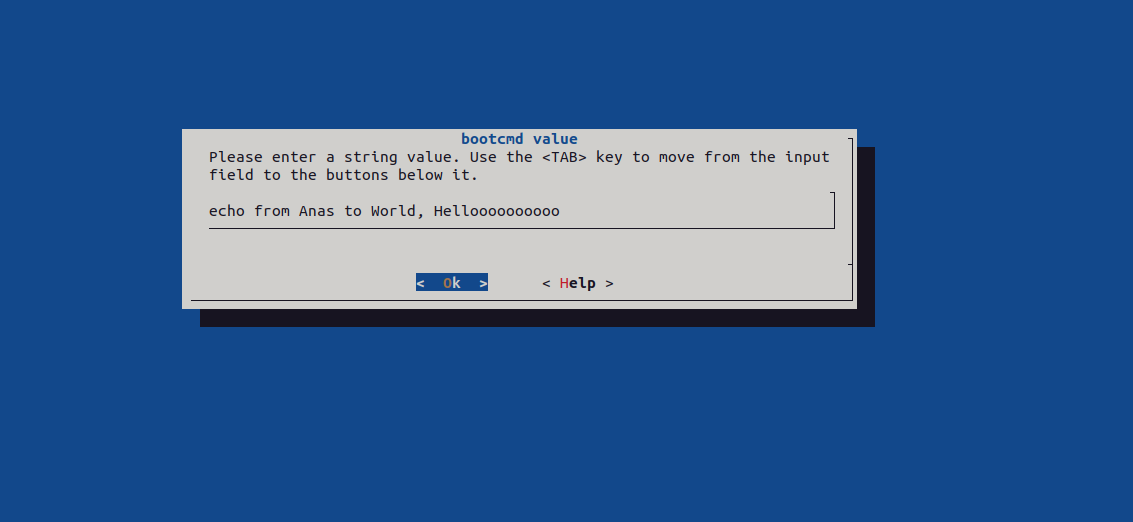 bootcmd value
Please enter a string value. Use the <TAB> key to move from the input
field to the buttons below it.
echo from Anas to World, Helloooooooooo
< Ok > < Help >